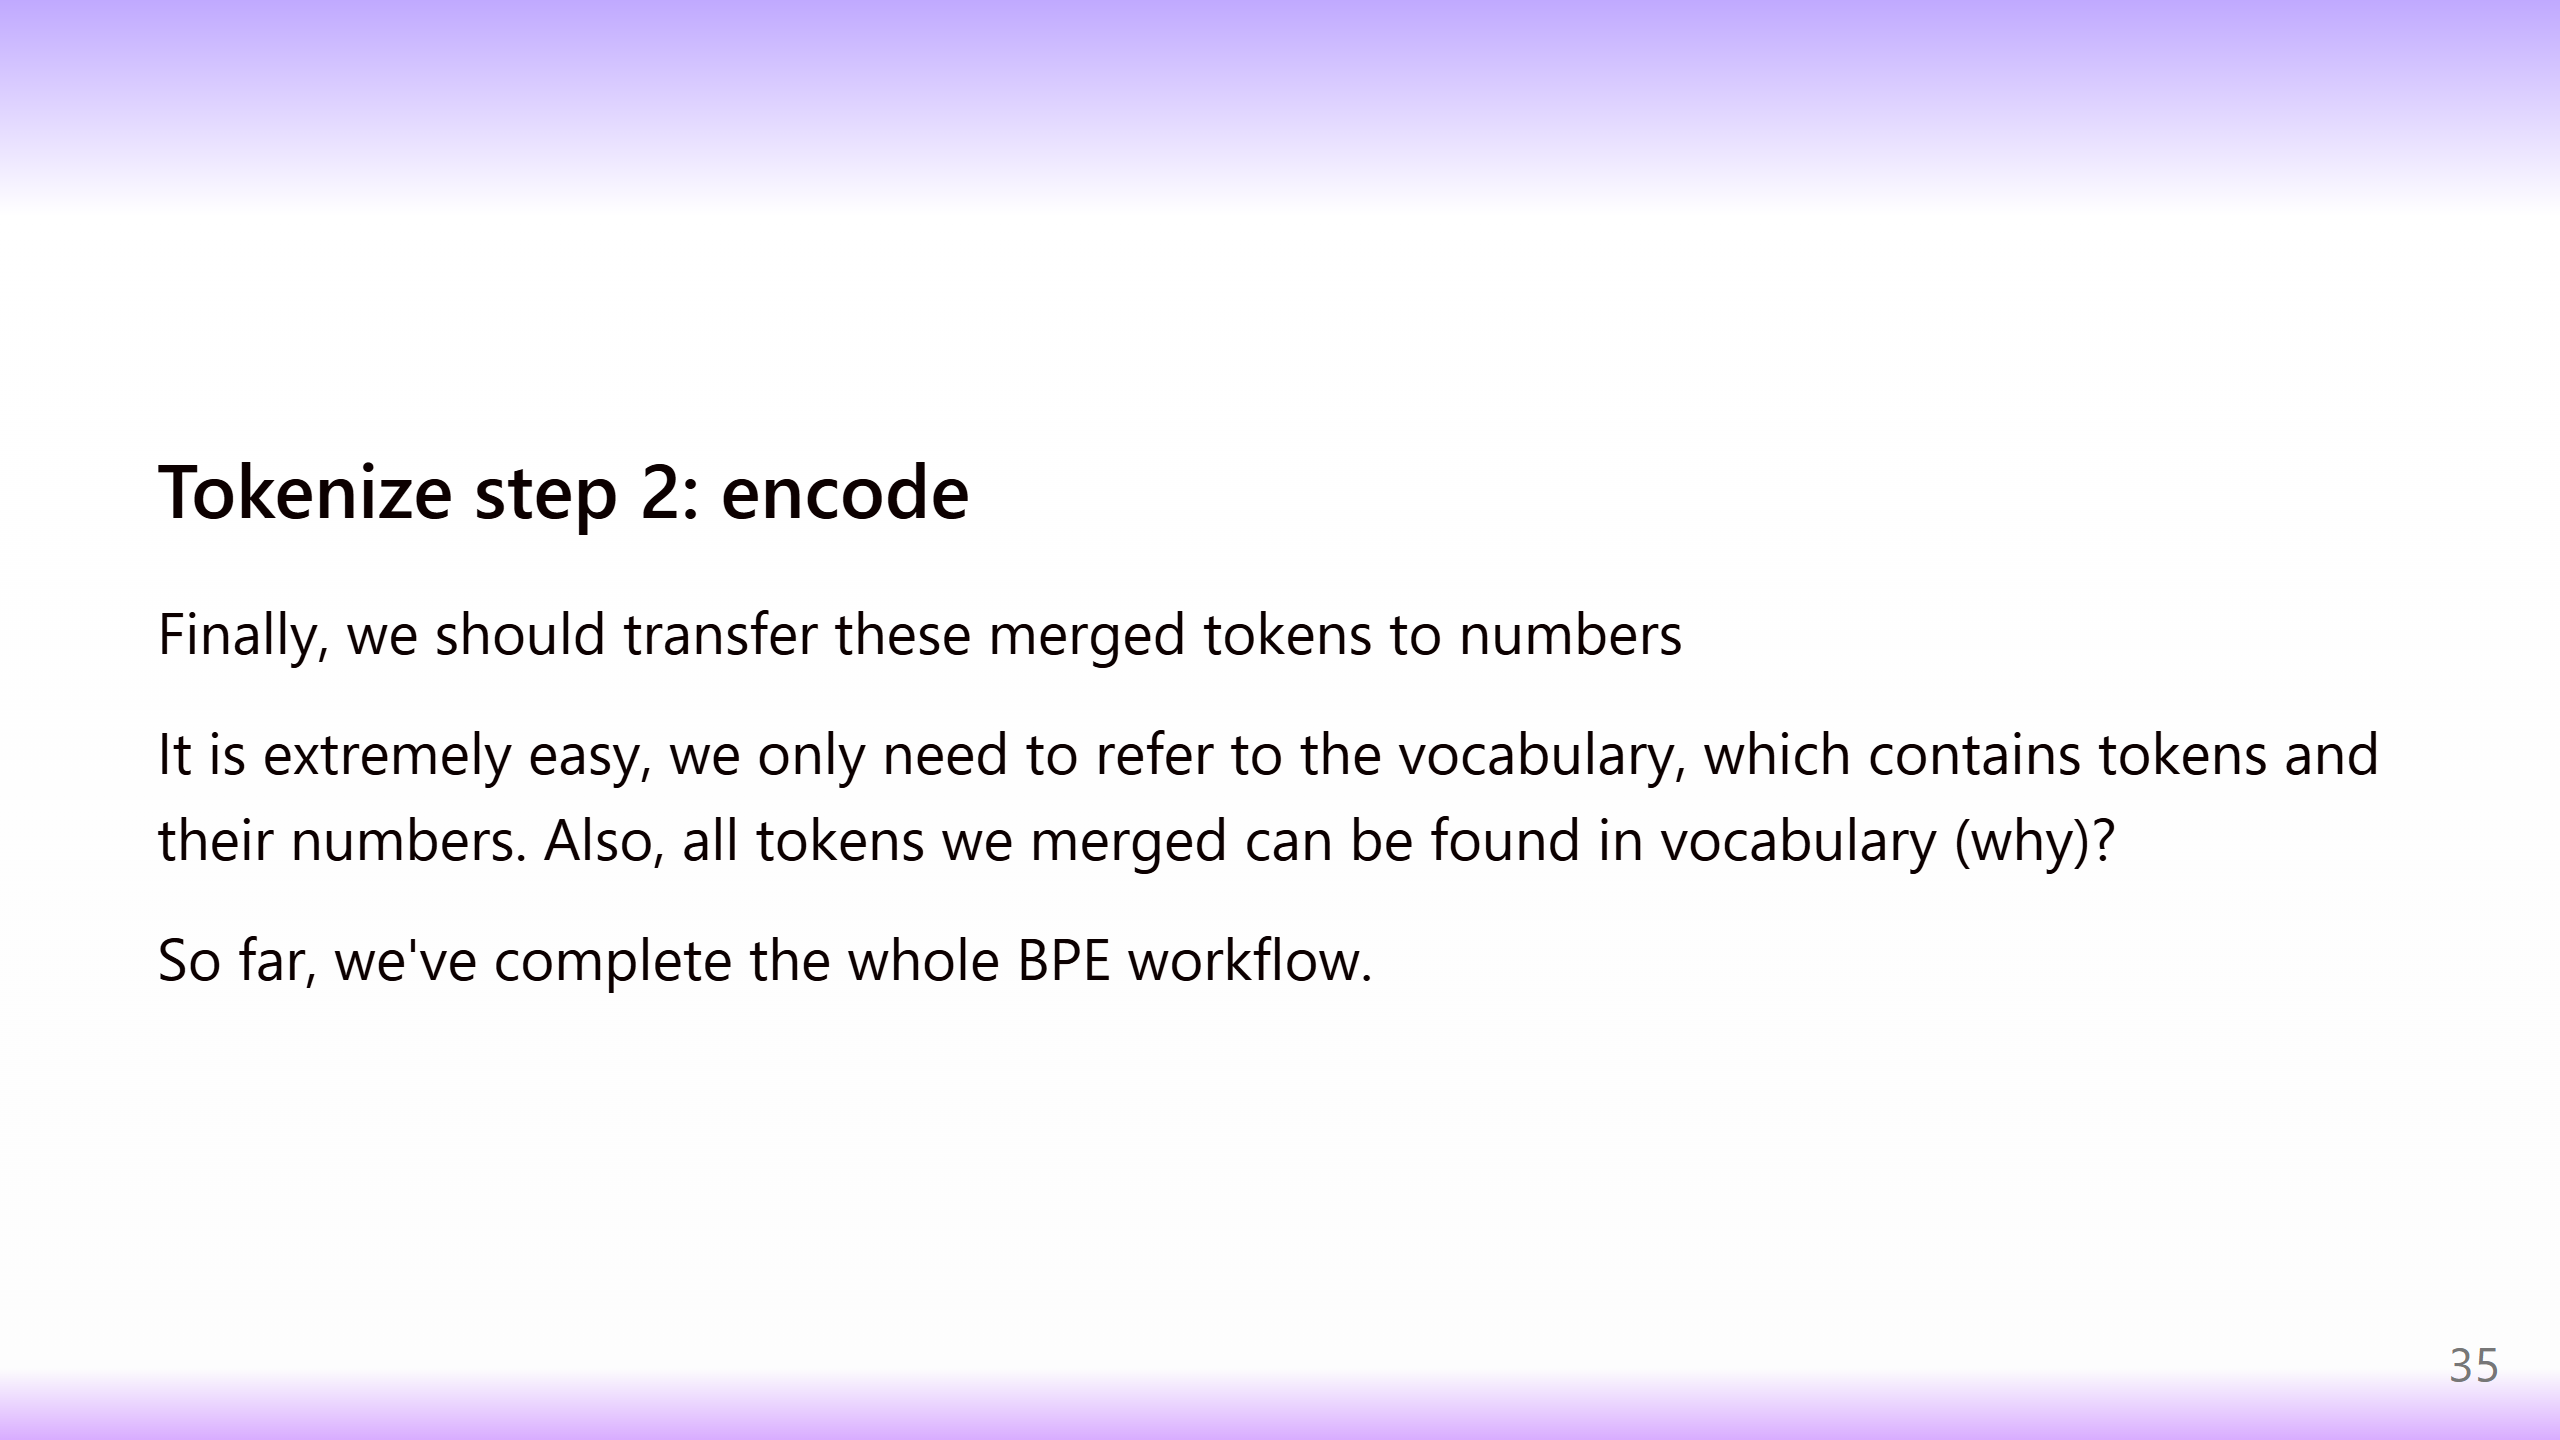 Tokenize step 2: encode
Finally, we should transfer these merged tokens to numbers
It is extremely easy, we only need to refer to the vocabulary, which contains tokens and
their numbers. Also, all tokens we merged can be found in vocabulary (why)?
So far, we've complete the whole BPE workflow.
35